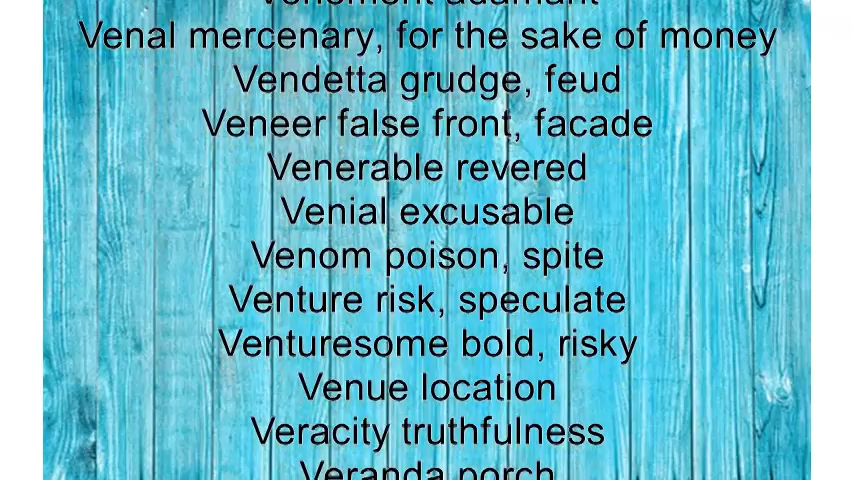 adamant
Venal mercenary, for the sake of money
Vendetta grudge, feud
Veneer false front, facade
Venerable revered
Venial excusable
Venom poison, spite
Venture risk, speculate
Venturesome bold, risky
Venue location
Veracity truthfulness
Veranda porch